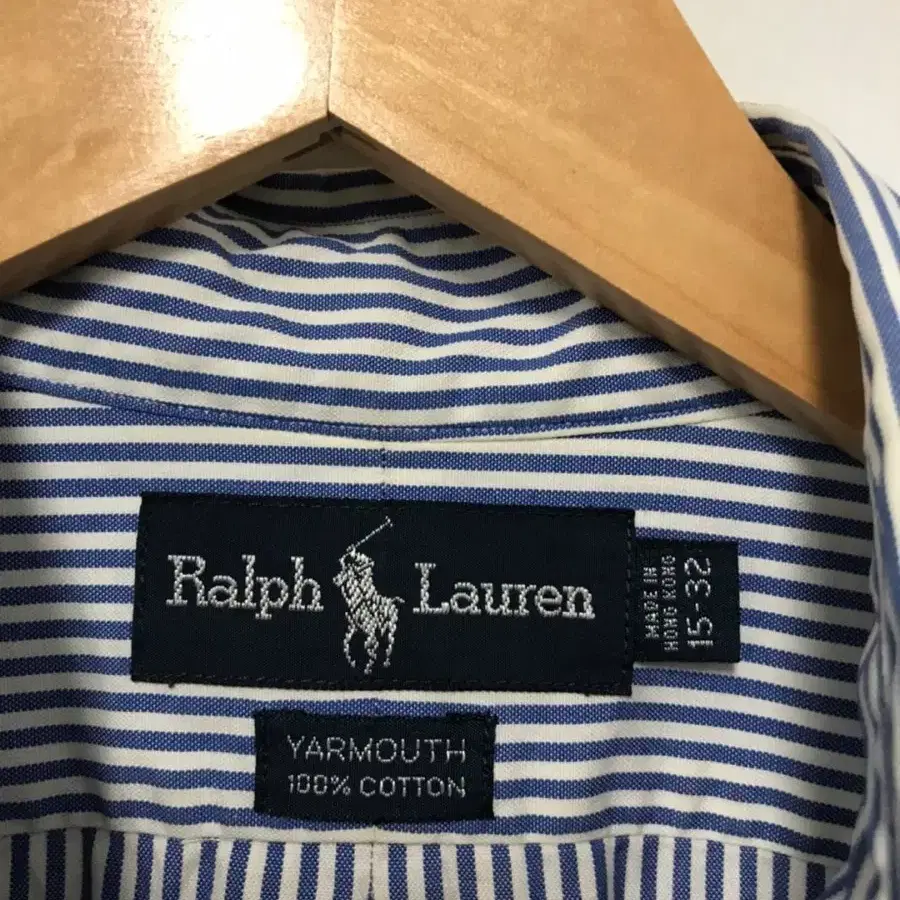 Ralph Lauren
MADE IN
HONG KONG
15-32
YARMOUTH
100% COTTON